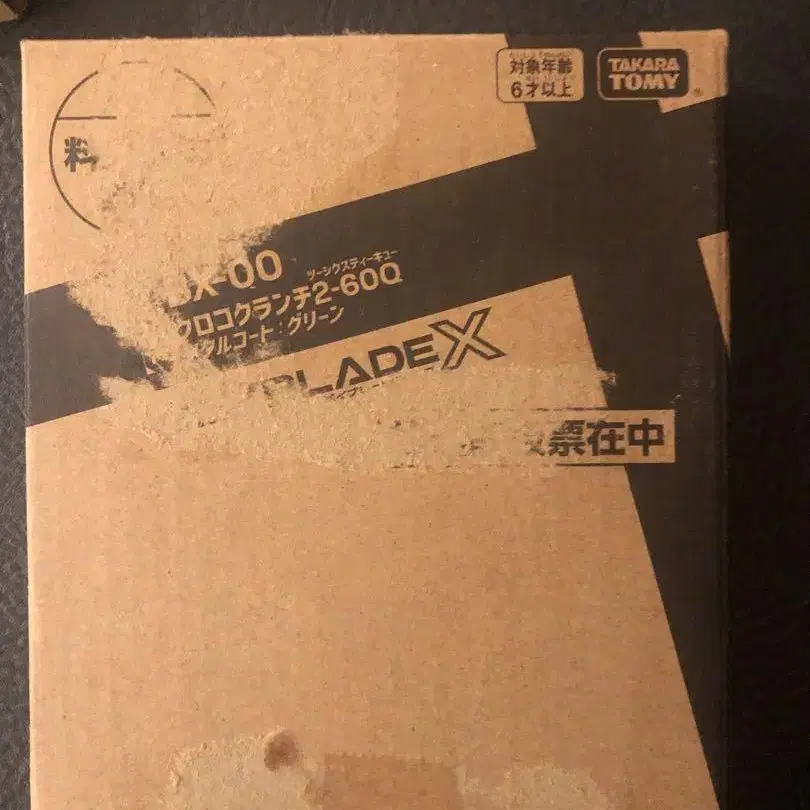 対象年齢
6才以上
TAKARA
TOMY
料
X-00
ツーシックスティーキュー
クロコクランチ2-60Q
ルコート:グリーン
BLADE X
票在中